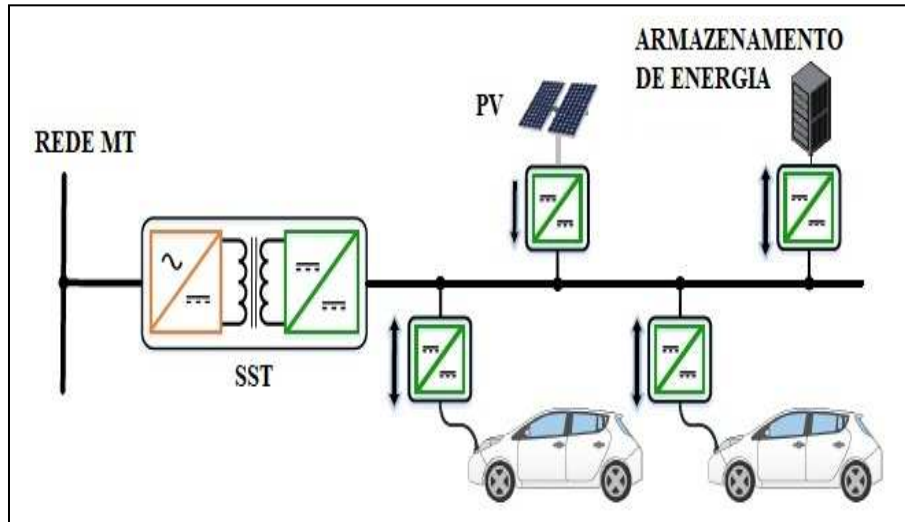 ARMAZENAMENTO
DE ENERGIA
PV
REDE MT
SST